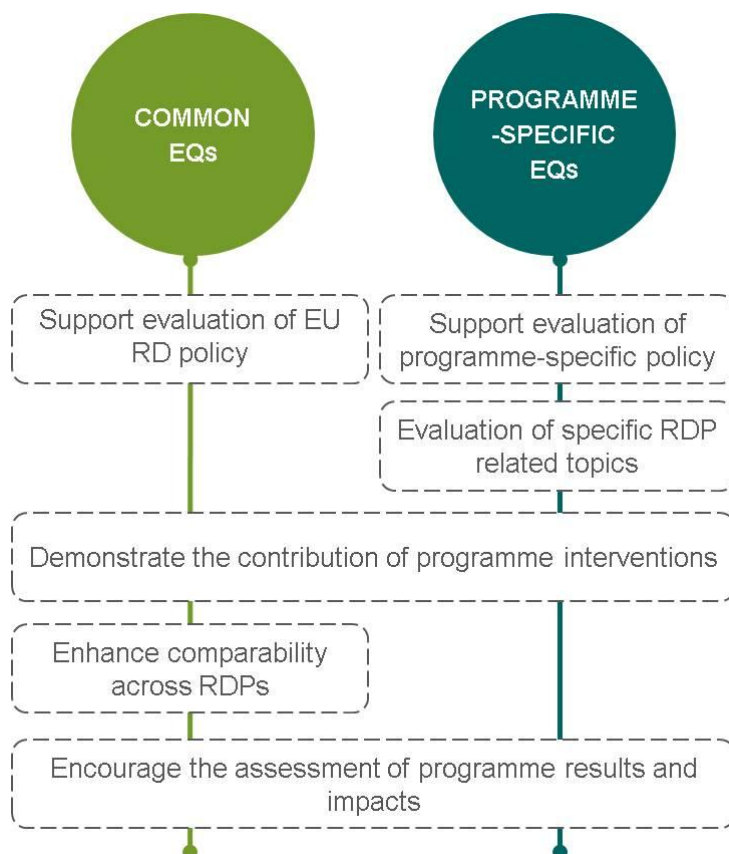 COMMON
EQs
PROGRAMME
-SPECIFIC
EQs
Support evaluation of EU
RD policy
Support evaluation of
programme-specific policy
Evaluation of specific RDP
related topics
Demonstrate the contribution of programme interventions
Enhance comparability
across RDPs
Encourage the assessment of programme results and
impacts